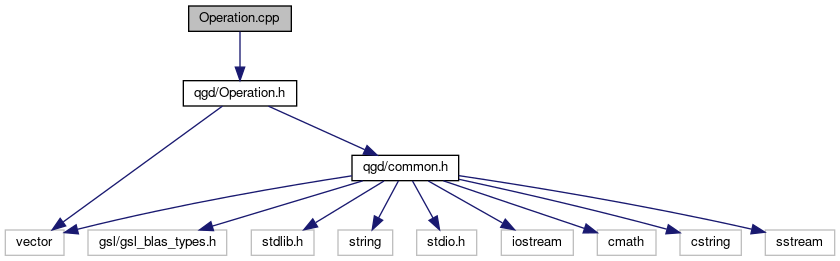 Operation.cpp
qgd/Operation.h
qgd/common.h
vector
gsl/gsl_blas_types.h
stdlib.h
string
stdio.h
iostream
cmath
cstring
sstream